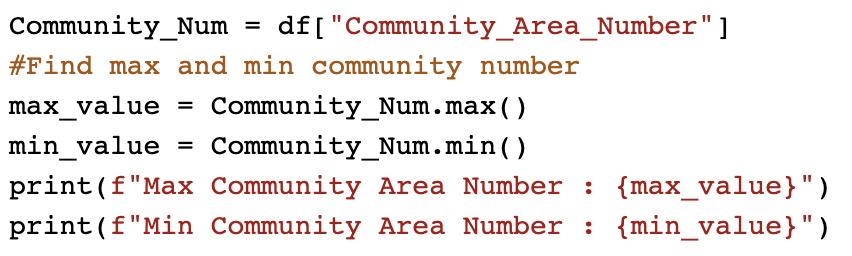 Community_Num = df["Community_Area_Number"]
#Find max and min community number
max_value = Community_Num.max()
min_value = Community_Num.min()
print(f"Max Community Area Number : {max_value}")
print(f"Min Community Area Number : {min_value}")